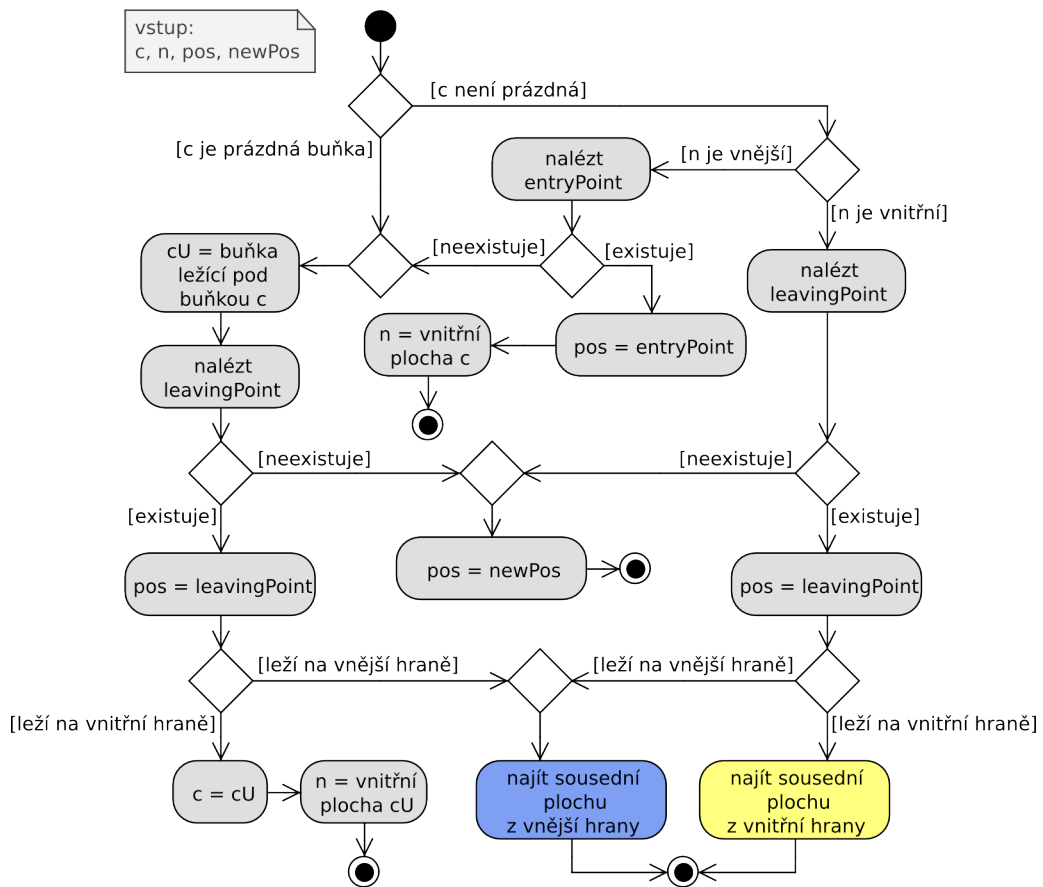 vstup:
c, n, pos, newPos
[c není prázdná]
[c je prázdná buňka]
nalézt
entryPoint
[n je vnější]
[n je vnitřní]
cU = buňka
ležící pod
buňkou c
[neexistuje]
[existuje]
nalézt
leavingPoint
n = vnitřní
plocha c
pos = entryPoint
nalézt
leavingPoint
[neexistuje]
[neexistuje]
[existuje]
[existuje]
pos = leavingPoint
pos = newPos
pos = leavingPoint
[leží na vnější hraně]
[leží na vnější hraně]
[leží na vnitřní hraně]
[leží na vnitřní hraně]
c = cU
n = vnitřní
plocha cU
najít sousední
plochu
z vnější hrany
najít sousední
plochu
z vnitřní hrany